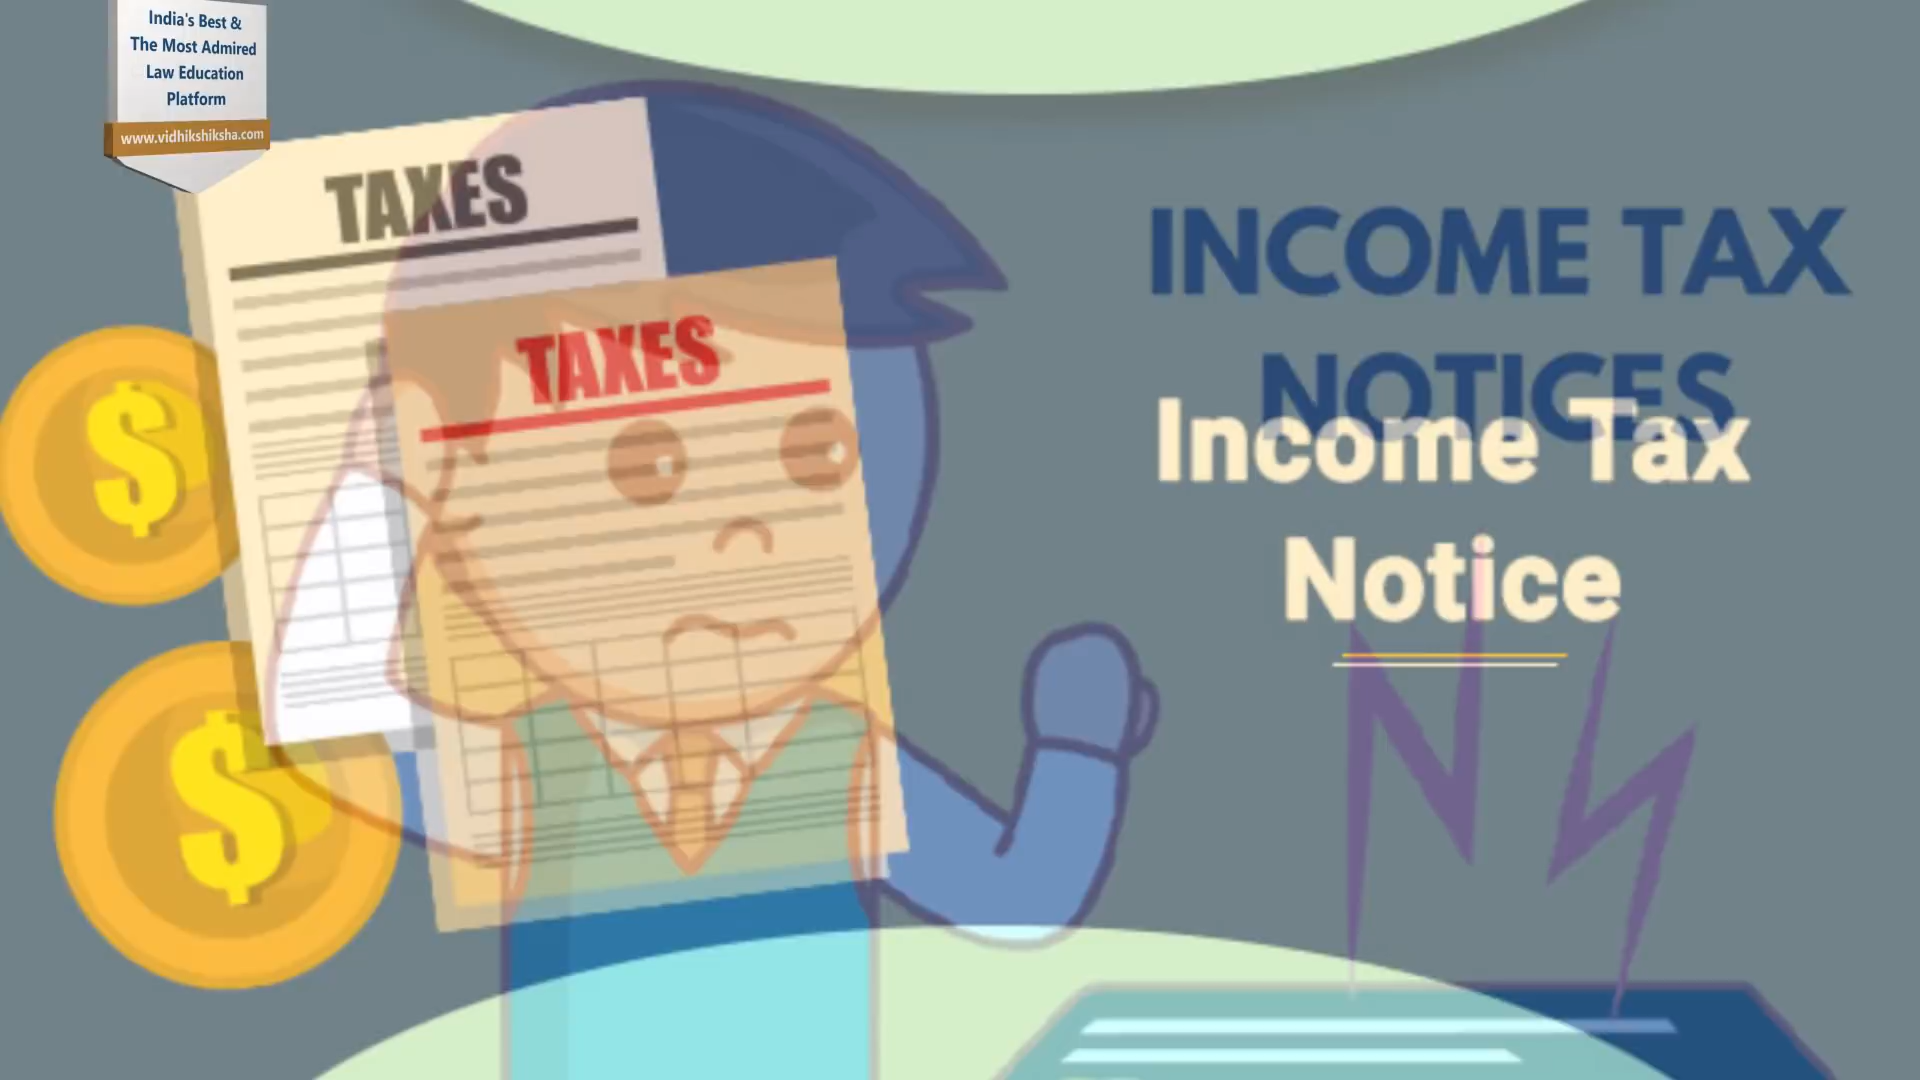 India's Best &
The Most Admired
Law Education
Platform
www.vidhikshiksha.com
TAXES
TAXES
INCOME TAX
NOTICES
Income Tax
Notice
$
$